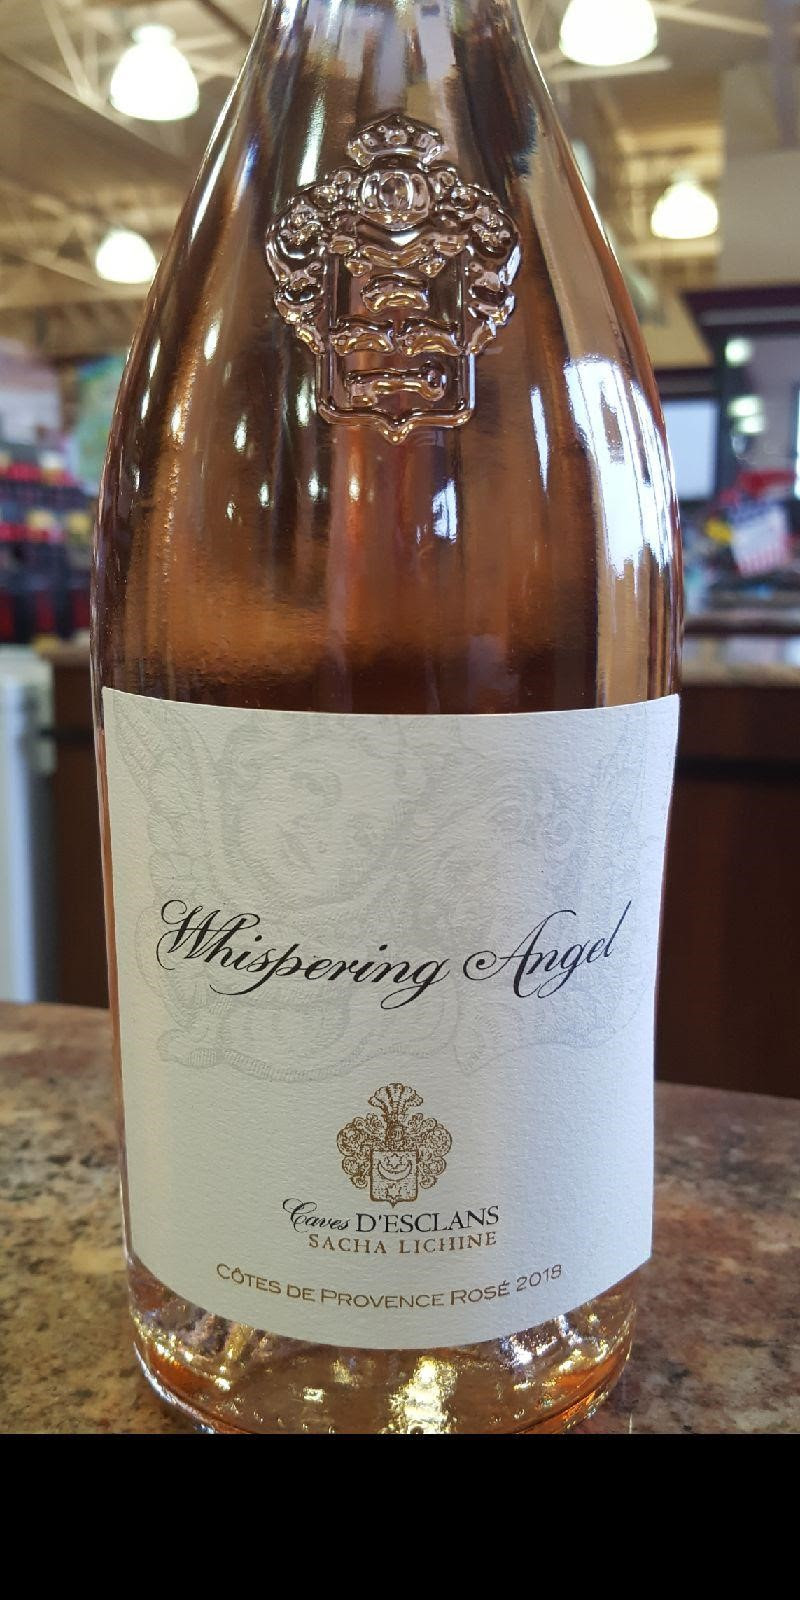 Whispering Angel
Caves D'ESCLANS
SACHA LICHINE
CÔTES DE PROVENCE ROSÉ 2018